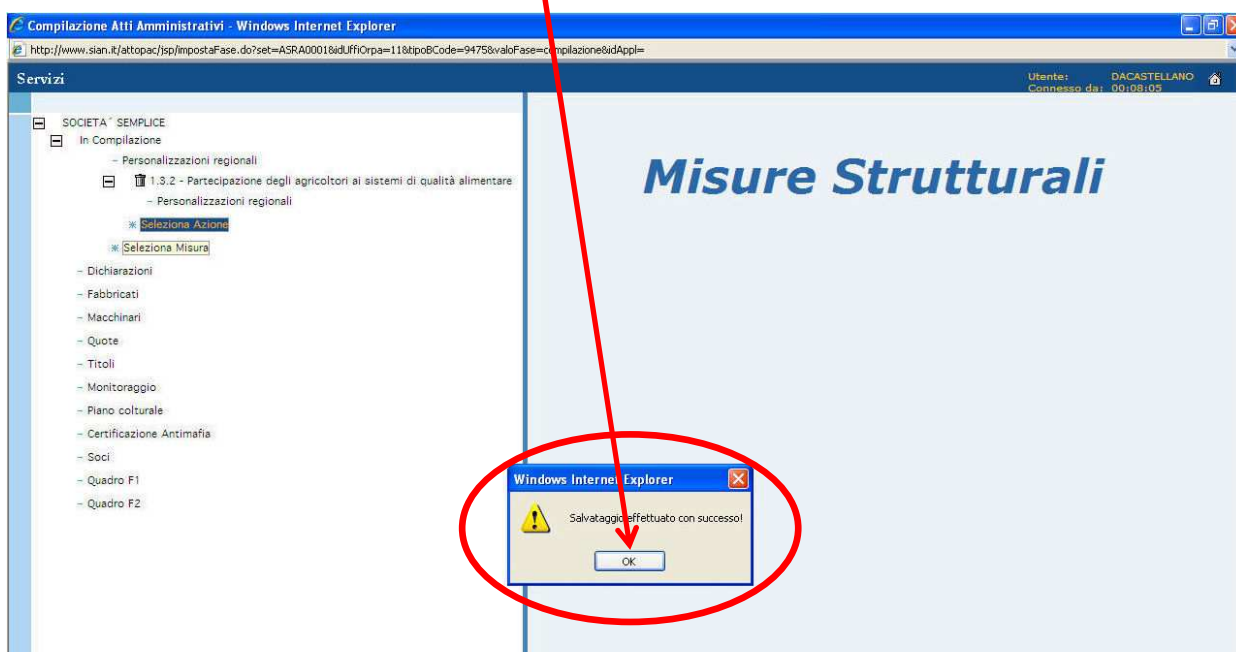 Compilazione Atti Amministrativi - Windows Internet Explorer
http://www.sian.it/attopac/jsp/impostaFase.do?set=ASRA0001&idUffiOrpa=11&tipoBCode=9475&valoFase=compilazione&idAppl=
Servizi
Utente: DACASTELLANO
Connesso da: 00:08:05
SOCIETA´ SEMPLICE
In Compilazione
- Personalizzazioni regionali
1.3.2 - Partecipazione degli agricoltori ai sistemi di qualità alimentare
- Personalizzazioni regionali
Seleziona Azione
Seleziona Misura
- Dichiarazioni
- Fabbricati
- Macchinari
- Quote
- Titoli
- Monitoraggio
- Piano colturale
- Certificazione Antimafia
- Soci
- Quadro F1
- Quadro F2
Misure Strutturali
Windows Internet Explorer
Salvataggio effettuato con successo!
OK